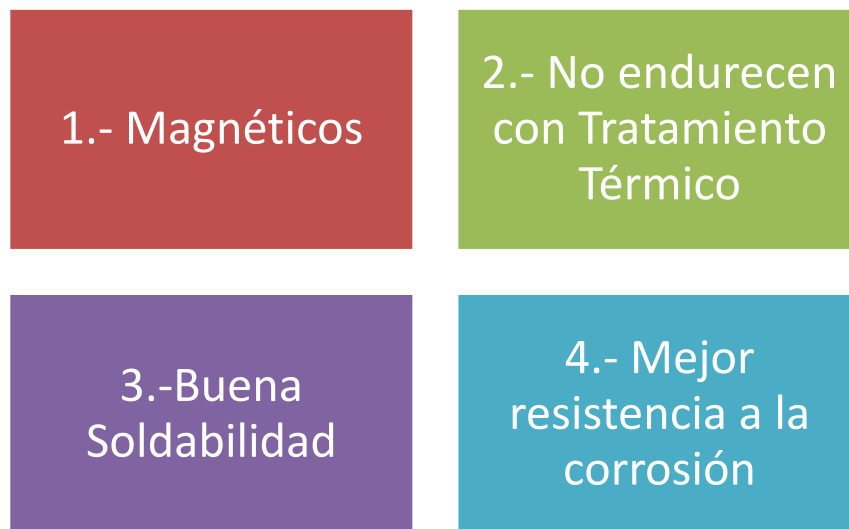 1.- Magnéticos
2.- No endurecen
con Tratamiento
Térmico
3.-Buena
Soldabilidad
4.- Mejor
resistencia a la
corrosión